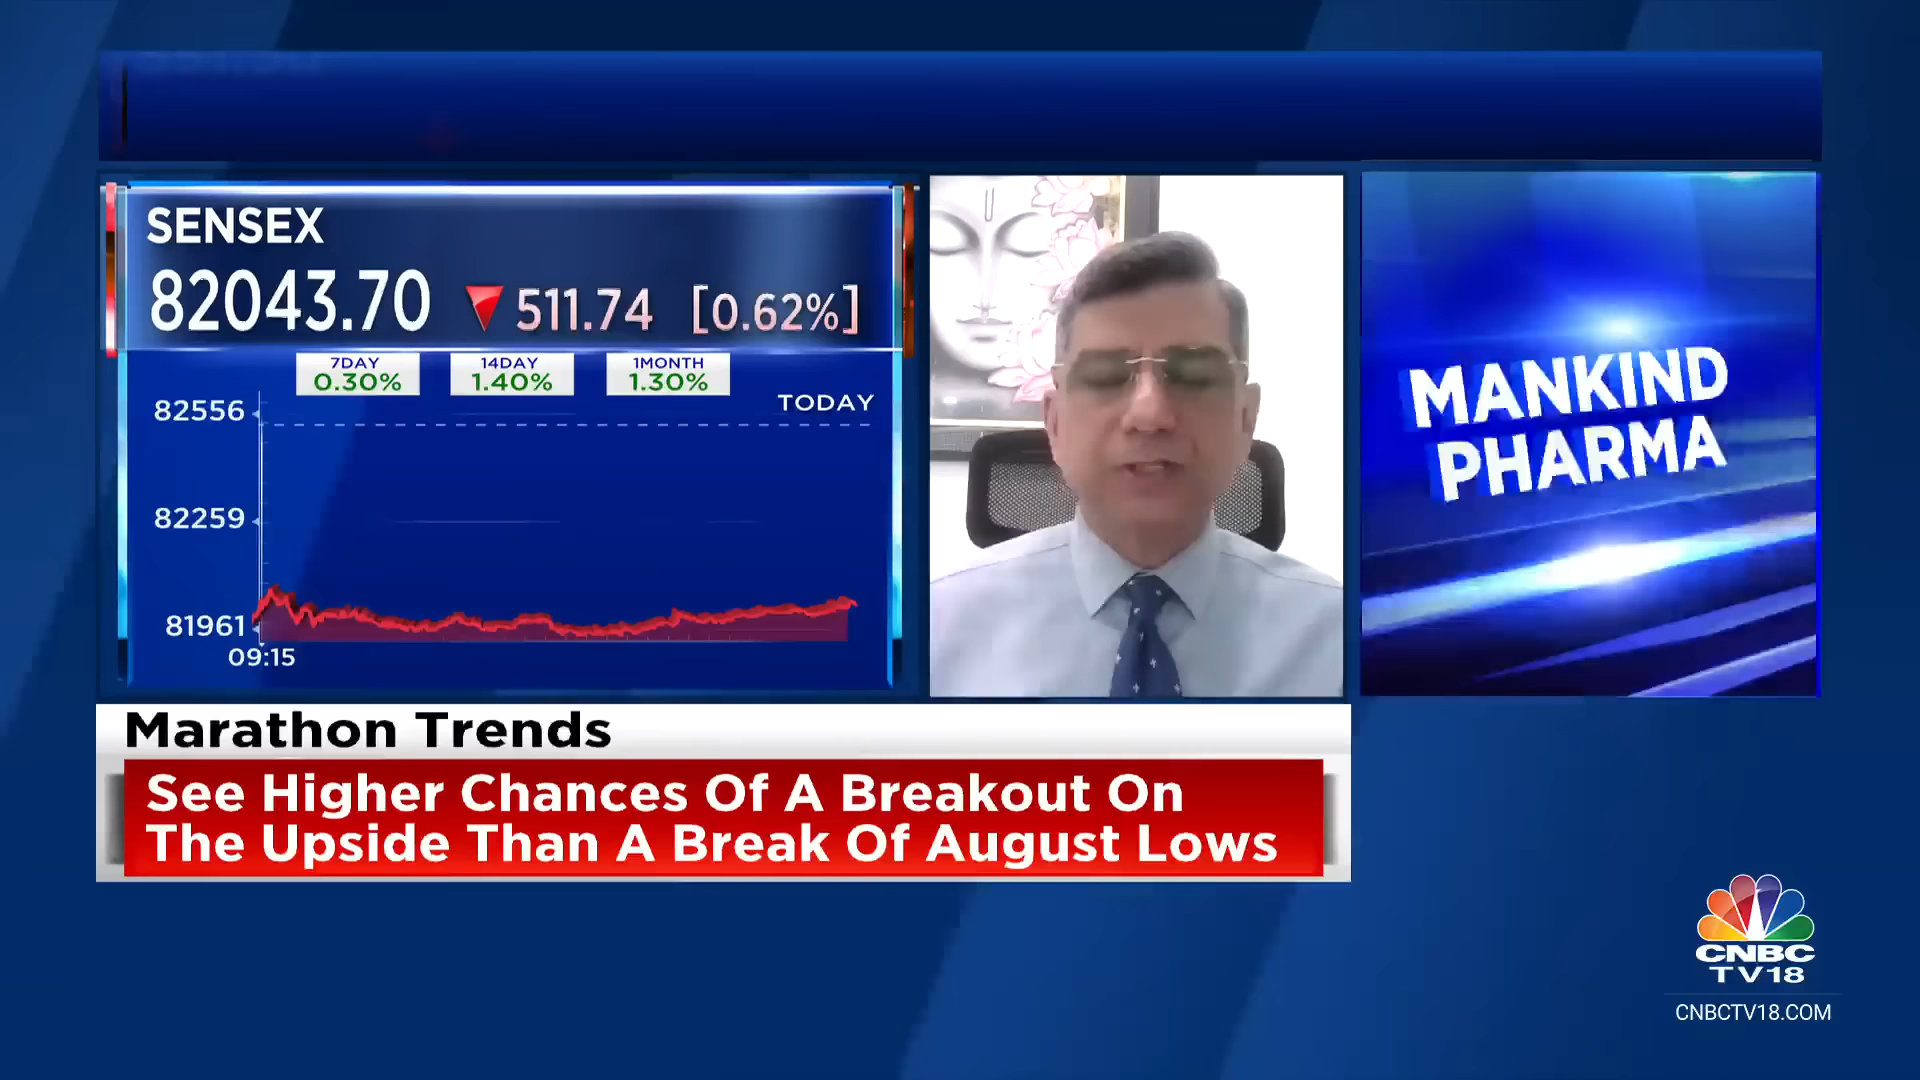 SENSEX
82043.70 ▼ 511.74 [0.62%]
7DAY 14DAY 1MONTH
0.30% 1.40% 1.30%
TODAY
82556
82259
81961
09:15
MANKIND
PHARMA
Marathon Trends
See Higher Chances Of A Breakout On
The Upside Than A Break Of August Lows
CNBC
TV18
CNBCTV18.COM